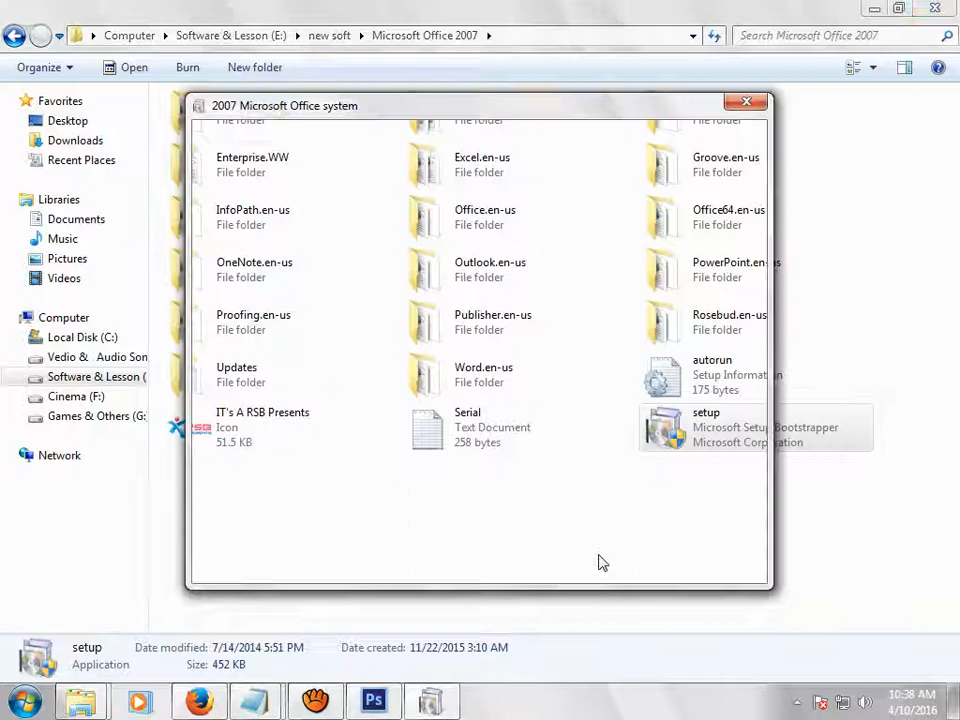 Computer
Software & Lesson (E:)
new soft
Microsoft Office 2007
Search Microsoft Office 2007
Organize
Open
Burn
New folder
Favorites
Desktop
Downloads
Recent Places
Libraries
Documents
Music
Pictures
Videos
Computer
Local Disk (C:)
Vedio & Audio Son
Software & Lesson (
Cinema (F:)
Games & Others (G:
Network
2007 Microsoft Office system
File folder
File folder
File folder
Enterprise.WW
File folder
Excel.en-us
File folder
Groove.en-us
File folder
InfoPath.en-us
File folder
Office.en-us
File folder
Office64.en-us
File folder
OneNote.en-us
File folder
Outlook.en-us
File folder
PowerPoint.en-us
File folder
Proofing.en-us
File folder
Publisher.en-us
File folder
Rosebud.en-us
File folder
Updates
File folder
Word.en-us
File folder
autorun
Setup Information
175 bytes
IT's A RSB Presents
Icon
51.5 KB
Serial
Text Document
258 bytes
setup
Microsoft Setup Bootstrapper
Microsoft Corporation
setup
Application
Date modified: 7/14/2014 5:51 PM
Size: 452 KB
Date created: 11/22/2015 3:10 AM
Ps
10:38 AM
4/10/2016